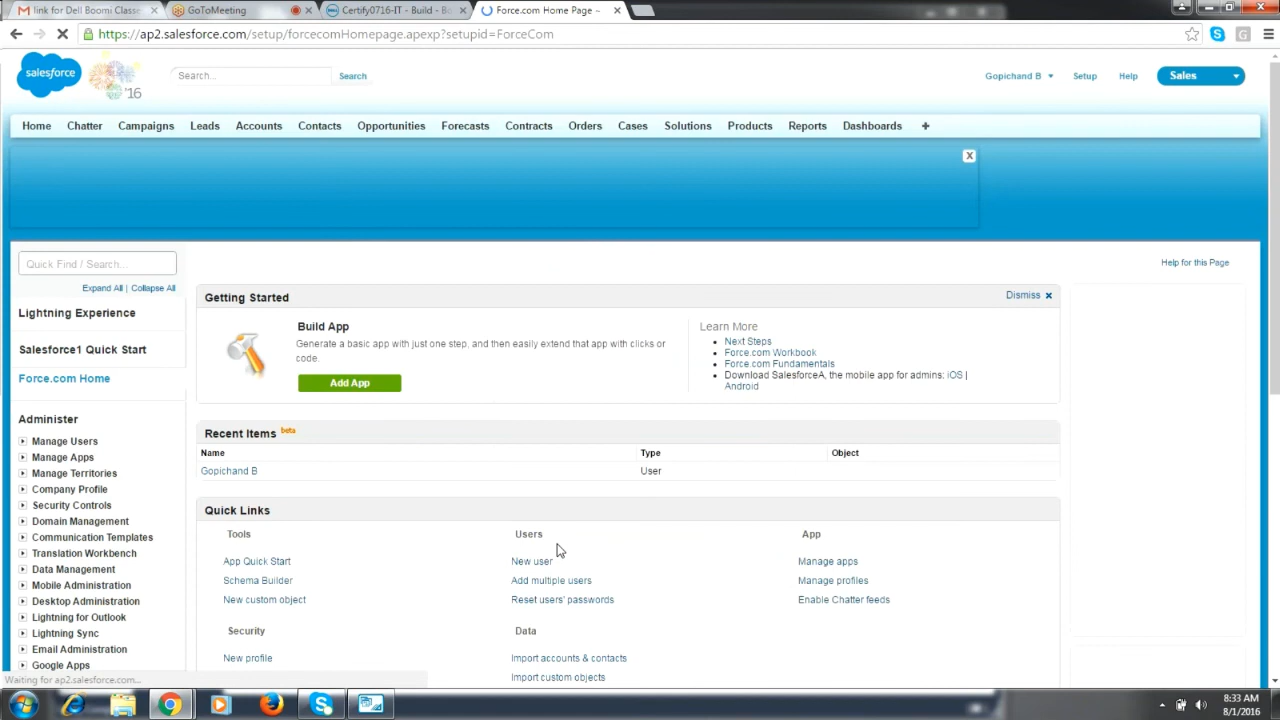 link for Dell Boomi Classe
GoToMeeting
Certify0716-IT - Build - Bo
Force.com Home Page ~
https://ap2.salesforce.com/setup/forcecomHomepage.apexp?setupid=ForceCom
salesforce
'16
Search...
Search
Gopichand B
Setup
Help
Sales
Home
Chatter
Campaigns
Leads
Accounts
Contacts
Opportunities
Forecasts
Contracts
Orders
Cases
Solutions
Products
Reports
Dashboards
+
X
Quick Find / Search...
Expand All | Collapse All
Lightning Experience
Salesforce1 Quick Start
Force.com Home
Administer
Manage Users
Manage Apps
Manage Territories
Company Profile
Security Controls
Domain Management
Communication Templates
Translation Workbench
Data Management
Mobile Administration
Desktop Administration
Lightning for Outlook
Lightning Sync
Email Administration
Google Apps
Help for this Page
Getting Started
Dismiss
Build App
Generate a basic app with just one step, and then easily extend that app with clicks or
code.
Add App
Learn More
Next Steps
Force.com Workbook
Force.com Fundamentals
Download SalesforceA, the mobile app for admins: iOS |
Android
Recent Items beta
Name
Type
Object
Gopichand B
User
Quick Links
Tools
App Quick Start
Schema Builder
New custom object
Users
New user
Add multiple users
Reset users' passwords
App
Manage apps
Manage profiles
Enable Chatter feeds
Security
New profile
Data
Import accounts & contacts
Import custom objects
Waiting for ap2.salesforce.com...
8:33 AM
8/1/2016